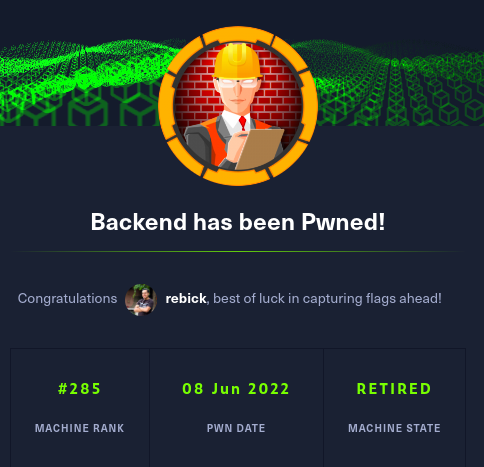 Backend has been Pwned!
Congratulations rebick, best of luck in capturing flags ahead!
#285 08 Jun 2022 RETIRED
MACHINE RANK PWN DATE MACHINE STATE